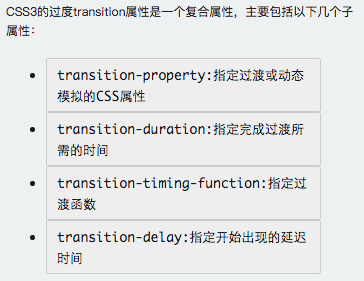 CSS3的过度transition属性是一个复合属性，主要包括以下几个子
属性：
transition-property:指定过渡或动态
模拟的CSS属性
transition-duration:指定完成过渡所
需的时间
transition-timing-function:指定过
渡函数
transition-delay:指定开始出现的延迟
时间